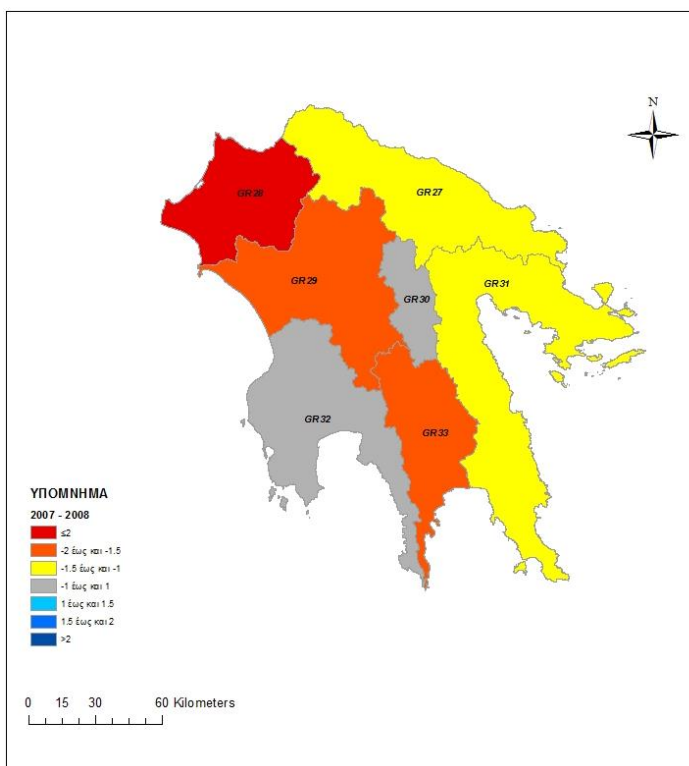 N
GR28
GR27
GR29
GR30
GR31
GR32
GR33
ΥΠΟΜΝΗΜΑ
2007 - 2008
≤2
-2 έως και -1.5
-1.5 έως και -1
-1 έως και 1
1 έως και 1.5
1.5 έως και 2
>2
0 15 30 60 Kilometers